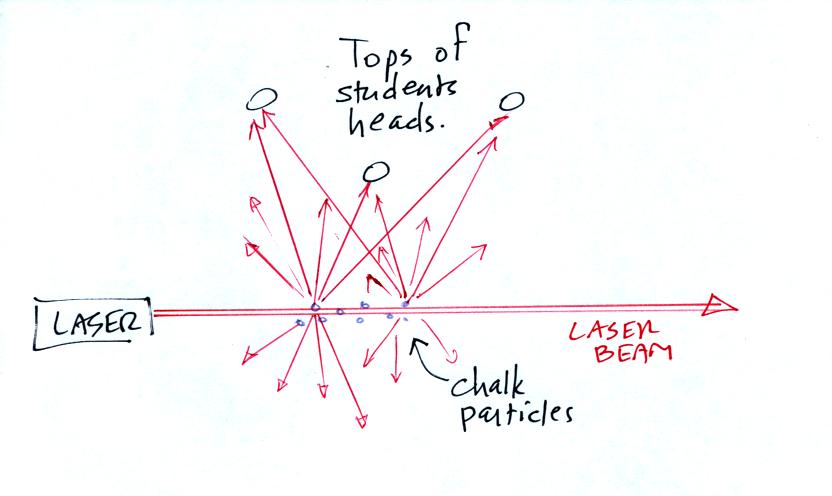 Tops of
students
heads.
LASER
LASER
BEAM
chalk
particles